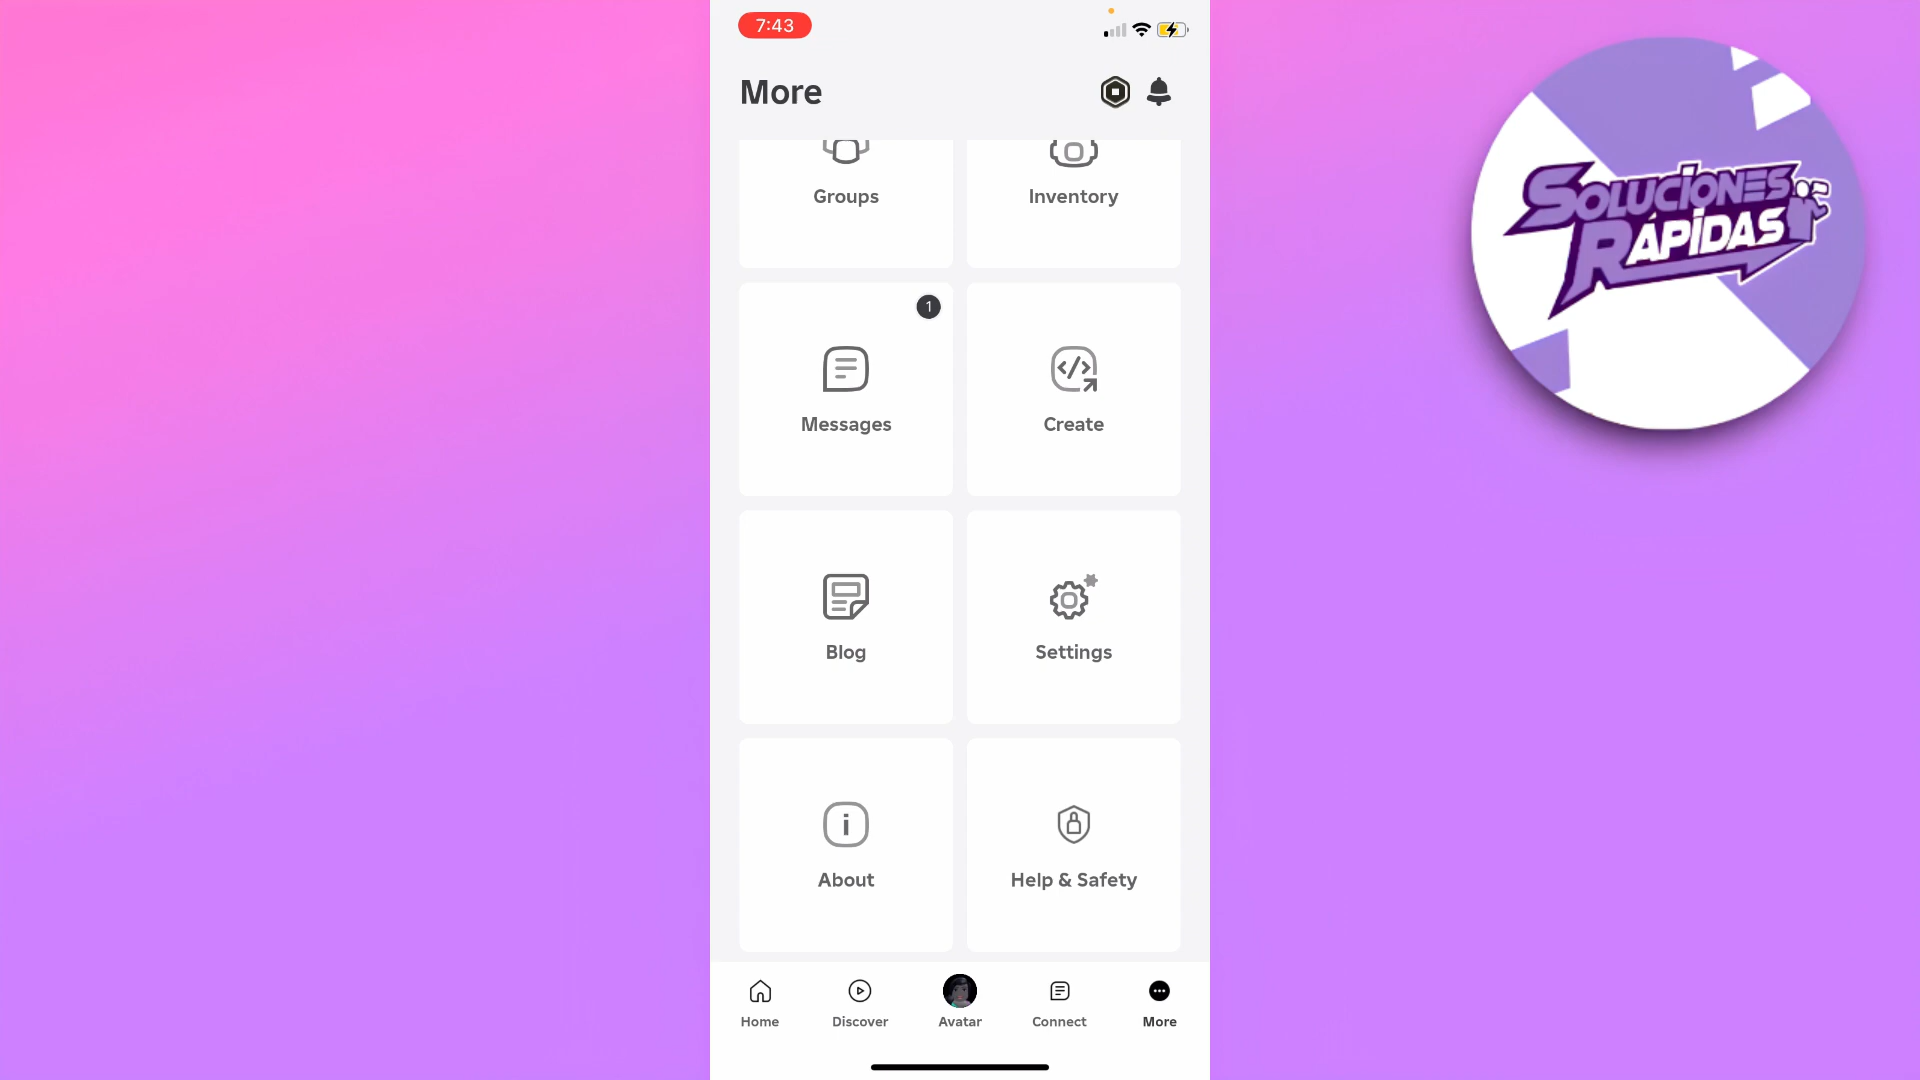 7:43
More
Groups
Inventory
1
Messages
Create
Blog
Settings
About
Help & Safety
Home
Discover
Avatar
Connect
More
SOLUCIONES
RÁPIDAS